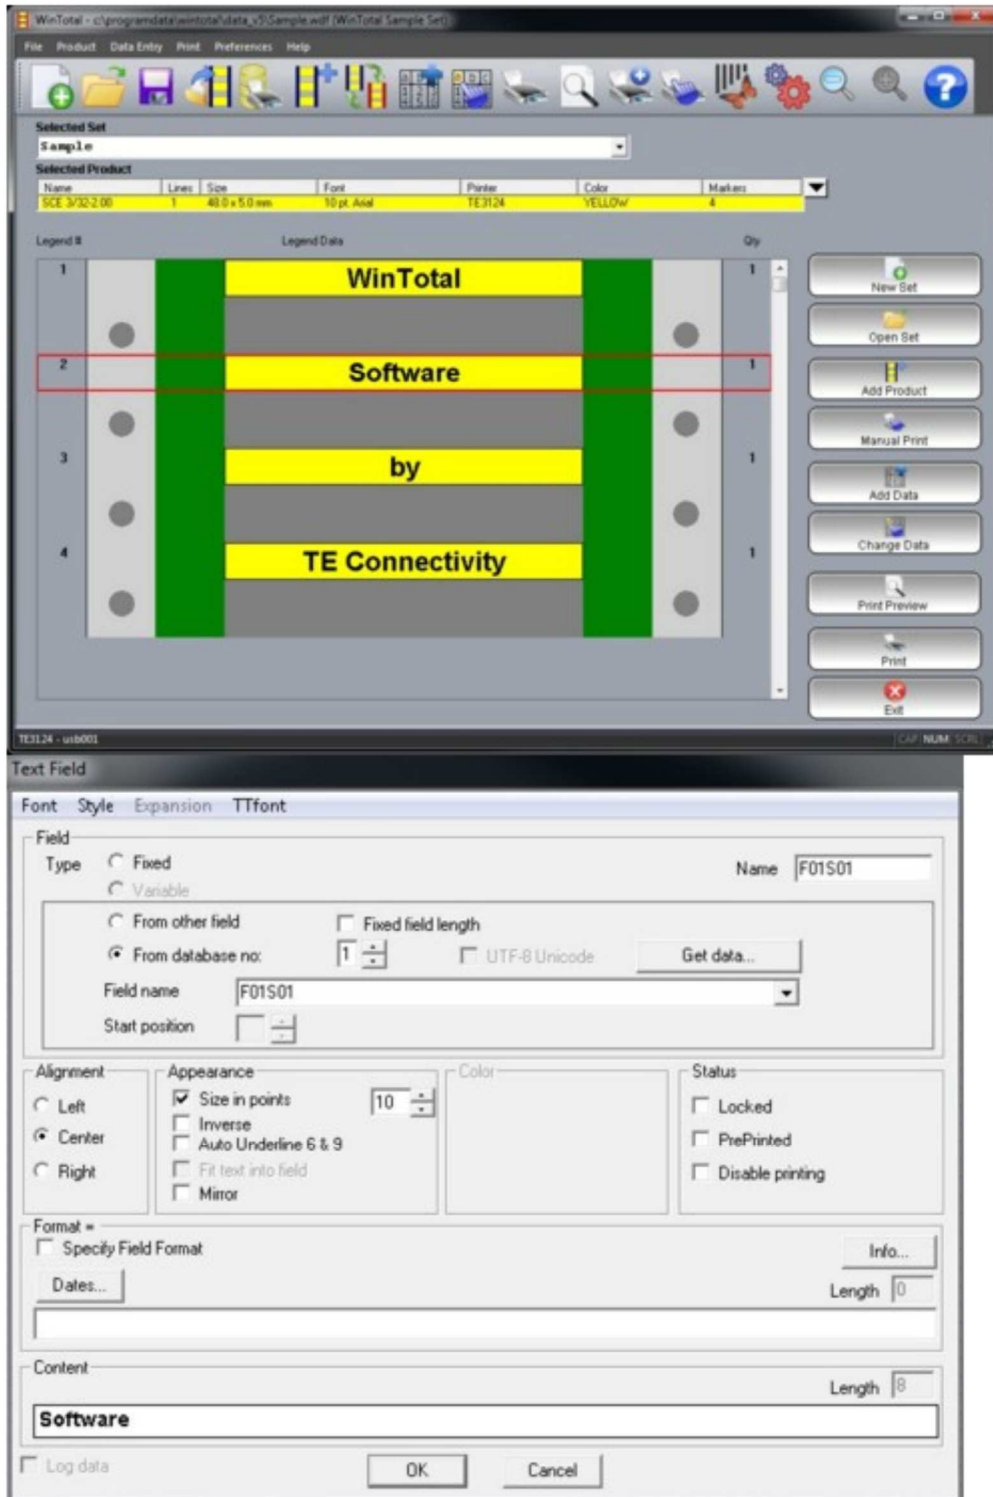 WinTotal - c:\programdata\wintotal\data_v5\Sample.wdf (WinTotal Sample Set)
File Product Data Entry Print Preferences Help
Selected Set
Sample
Selected Product
Name Lines Size Font Printer Color Markers
SCE 3/32-2.00 1 48.0 x 5.0 mm 10 pt. Arial TE3124 YELLOW 4
Legend # Legend Data Qty
1 WinTotal 1
2 Software 1
3 by 1
4 TE Connectivity 1
New Set
Open Set
Add Product
Manual Print
Add Data
Change Data
Print Preview
Print
Exit
TE3124 - usb001 CAP NUM SCRL
Text Field
Font Style Expansion TTfont
Field
Type Fixed Name F01S01
Variable
From other field Fixed field length
From database no: 1 UTF-8 Unicode Get data...
Field name F01S01
Start position
Alignment Appearance Color Status
Left Size in points 10 Locked
Inverse
Center Auto Underline 6 & 9 PrePrinted
Right Fit text into field Disable printing
Mirror
Format =
Specify Field Format Info...
Dates... Length 0
Content
Length 8
Software
Log data OK Cancel